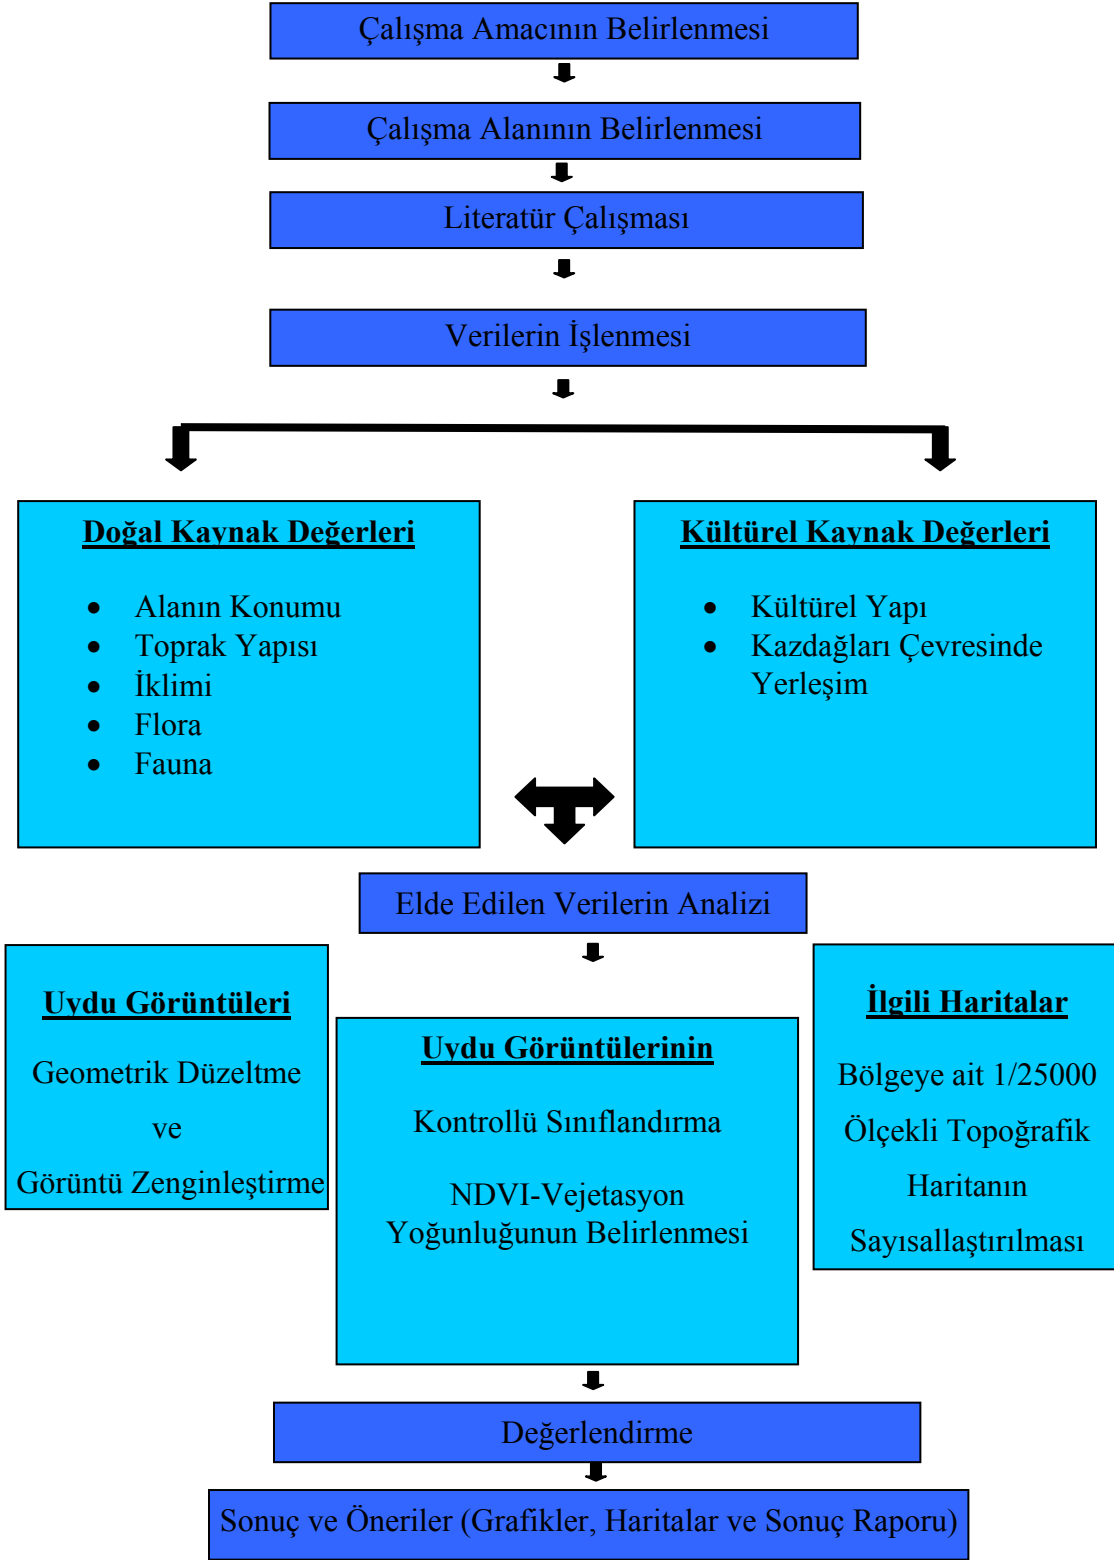 Çalışma Amacının Belirlenmesi
Çalışma Alanının Belirlenmesi
Literatür Çalışması
Verilerin İşlenmesi
Doğal Kaynak Değerleri
• Alanın Konumu
• Toprak Yapısı
• İklimi
• Flora
• Fauna
Kültürel Kaynak Değerleri
• Kültürel Yapı
• Kazdağları Çevresinde
Yerleşim
Elde Edilen Verilerin Analizi
Uydu Görüntüleri
Geometrik Düzeltme
ve
Görüntü Zenginleştirme
Uydu Görüntülerinin
Kontrollü Sınıflandırma
NDVI-Vejetasyon
Yoğunluğunun Belirlenmesi
İlgili Haritalar
Bölgeye ait 1/25000
Ölçekli Topoğrafik
Haritanın
Sayısallaştırılması
Değerlendirme
Sonuç ve Öneriler (Grafikler, Haritalar ve Sonuç Raporu)